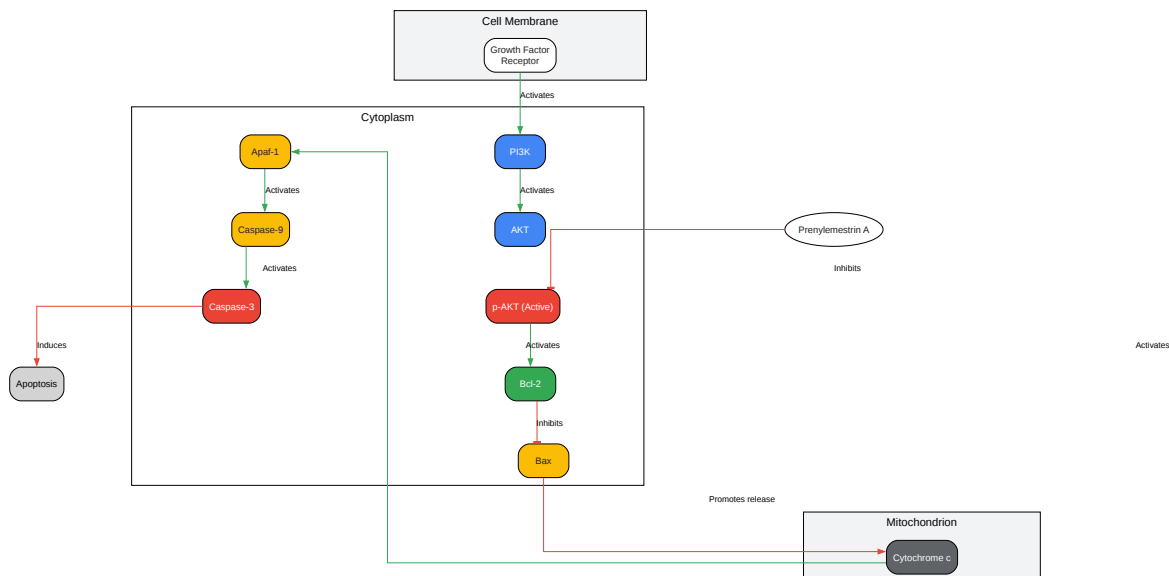 Cell Membrane
Growth Factor
Receptor
Activates
Cytoplasm
Apaf-1
PI3K
Activates
Activates
Caspase-9
AKT
Prenylemestrin A
Activates
Inhibits
Caspase-3
p-AKT (Active)
Induces
Activates
Activates
Apoptosis
Bcl-2
Inhibits
Bax
Promotes release
Mitochondrion
Cytochrome c